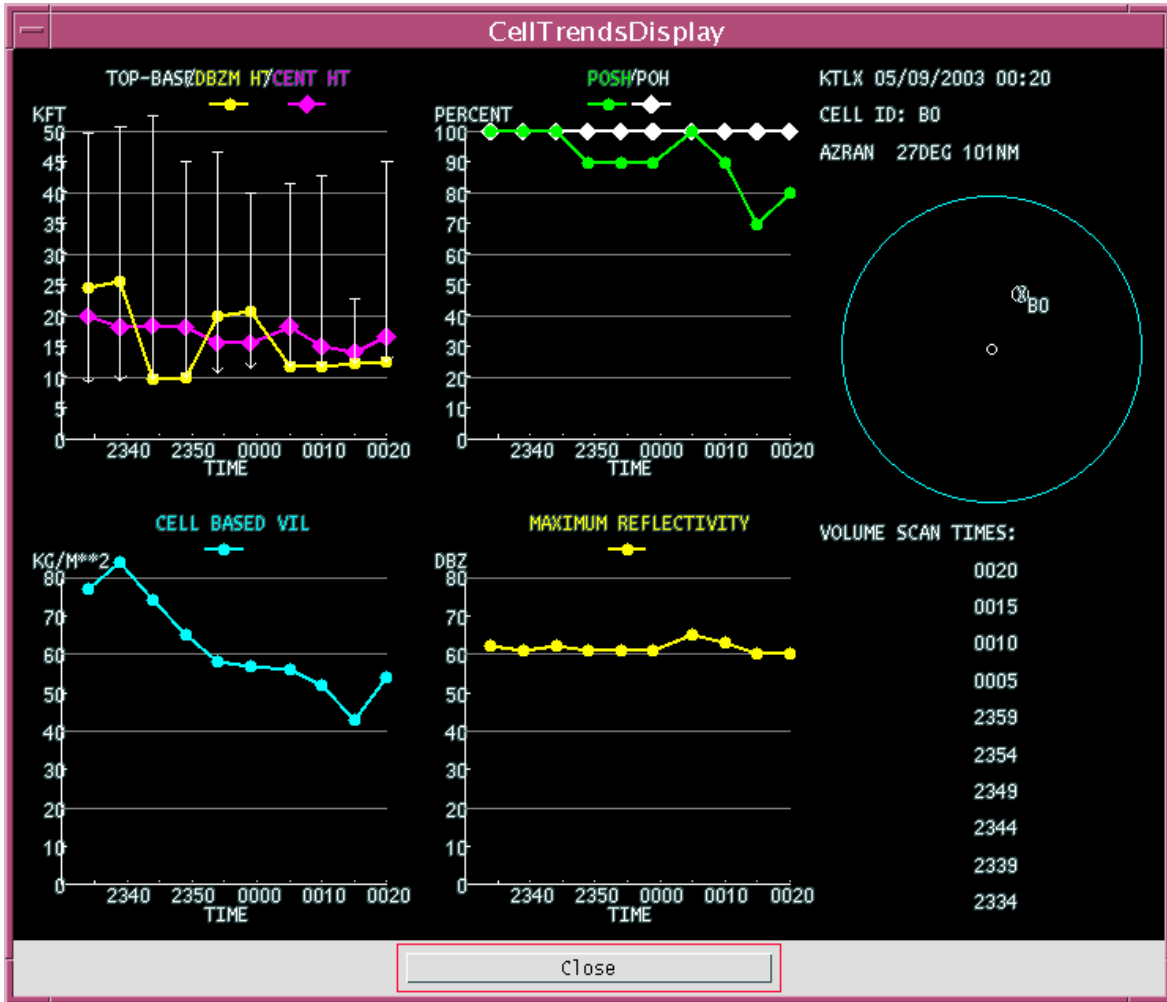 CellTrendsDisplay
TOP-BASE/DBZM HT/CENT HT
KFT
50
45
40
35
30
25
20
15
10
5
0
2340 2350 0000 0010 0020
TIME
POSH/POH
PERCENT
100
90
80
70
60
50
40
30
20
10
0
2340 2350 0000 0010 0020
TIME
KTLX 05/09/2003 00:20
CELL ID: B0
AZRAN 27DEG 101NM
B0
CELL BASED VIL
KG/M**2
80
70
60
50
40
30
20
10
0
2340 2350 0000 0010 0020
TIME
MAXIMUM REFLECTIVITY
DBZ
80
70
60
50
40
30
20
10
0
2340 2350 0000 0010 0020
TIME
VOLUME SCAN TIMES:
0020
0015
0010
0005
2359
2354
2349
2344
2339
2334
Close